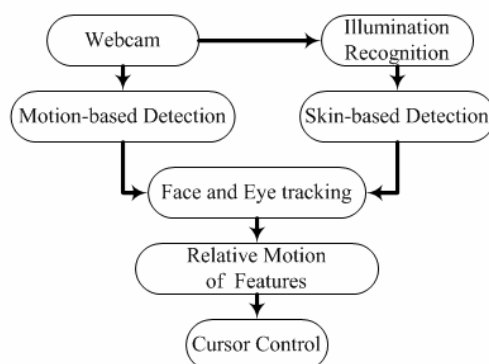 Webcam
Illumination
Recognition
Motion-based Detection
Skin-based Detection
Face and Eye tracking
Relative Motion
of Features
Cursor Control